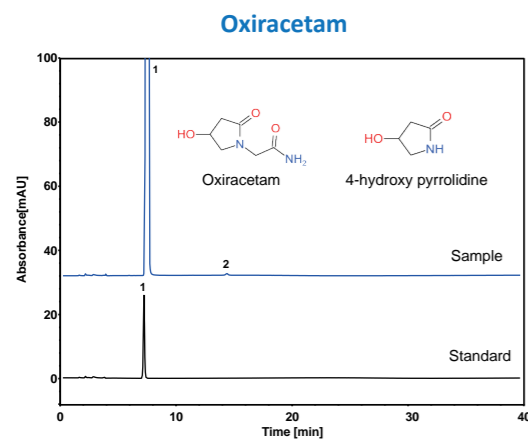 Oxiracetam
Absorbance[mAU]
100
80
60
40
20
0
1
HO
O
N
O
NH2
Oxiracetam
HO
O
NH
4-hydroxy pyrrolidine
2
Sample
1
Standard
0
10
20
30
40
Time [min]